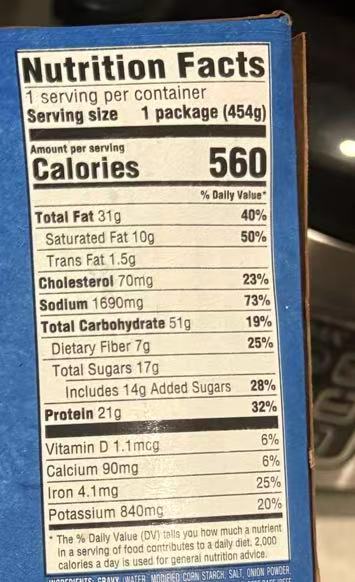 Nutrition Facts
1 serving per container
Serving size 1 package (454g)
Amount per serving
Calories 560
% Daily Value*
Total Fat 31g 40%
Saturated Fat 10g 50%
Trans Fat 1.5g
Cholesterol 70mg 23%
Sodium 1690mg 73%
Total Carbohydrate 51g 19%
Dietary Fiber 7g 25%
Total Sugars 17g
Includes 14g Added Sugars 28%
Protein 21g 32%
Vitamin D 1.1mcg 6%
Calcium 90mg 6%
Iron 4.1mg 25%
Potassium 840mg 20%
* The % Daily Value (DV) tells you how much a nutrient
in a serving of food contributes to a daily diet. 2,000
calories a day is used for general nutrition advice.
INGREDIENTS: GRAVY (WATER, MODIFIED CORN STARCH, SALT, ONION POWDER,